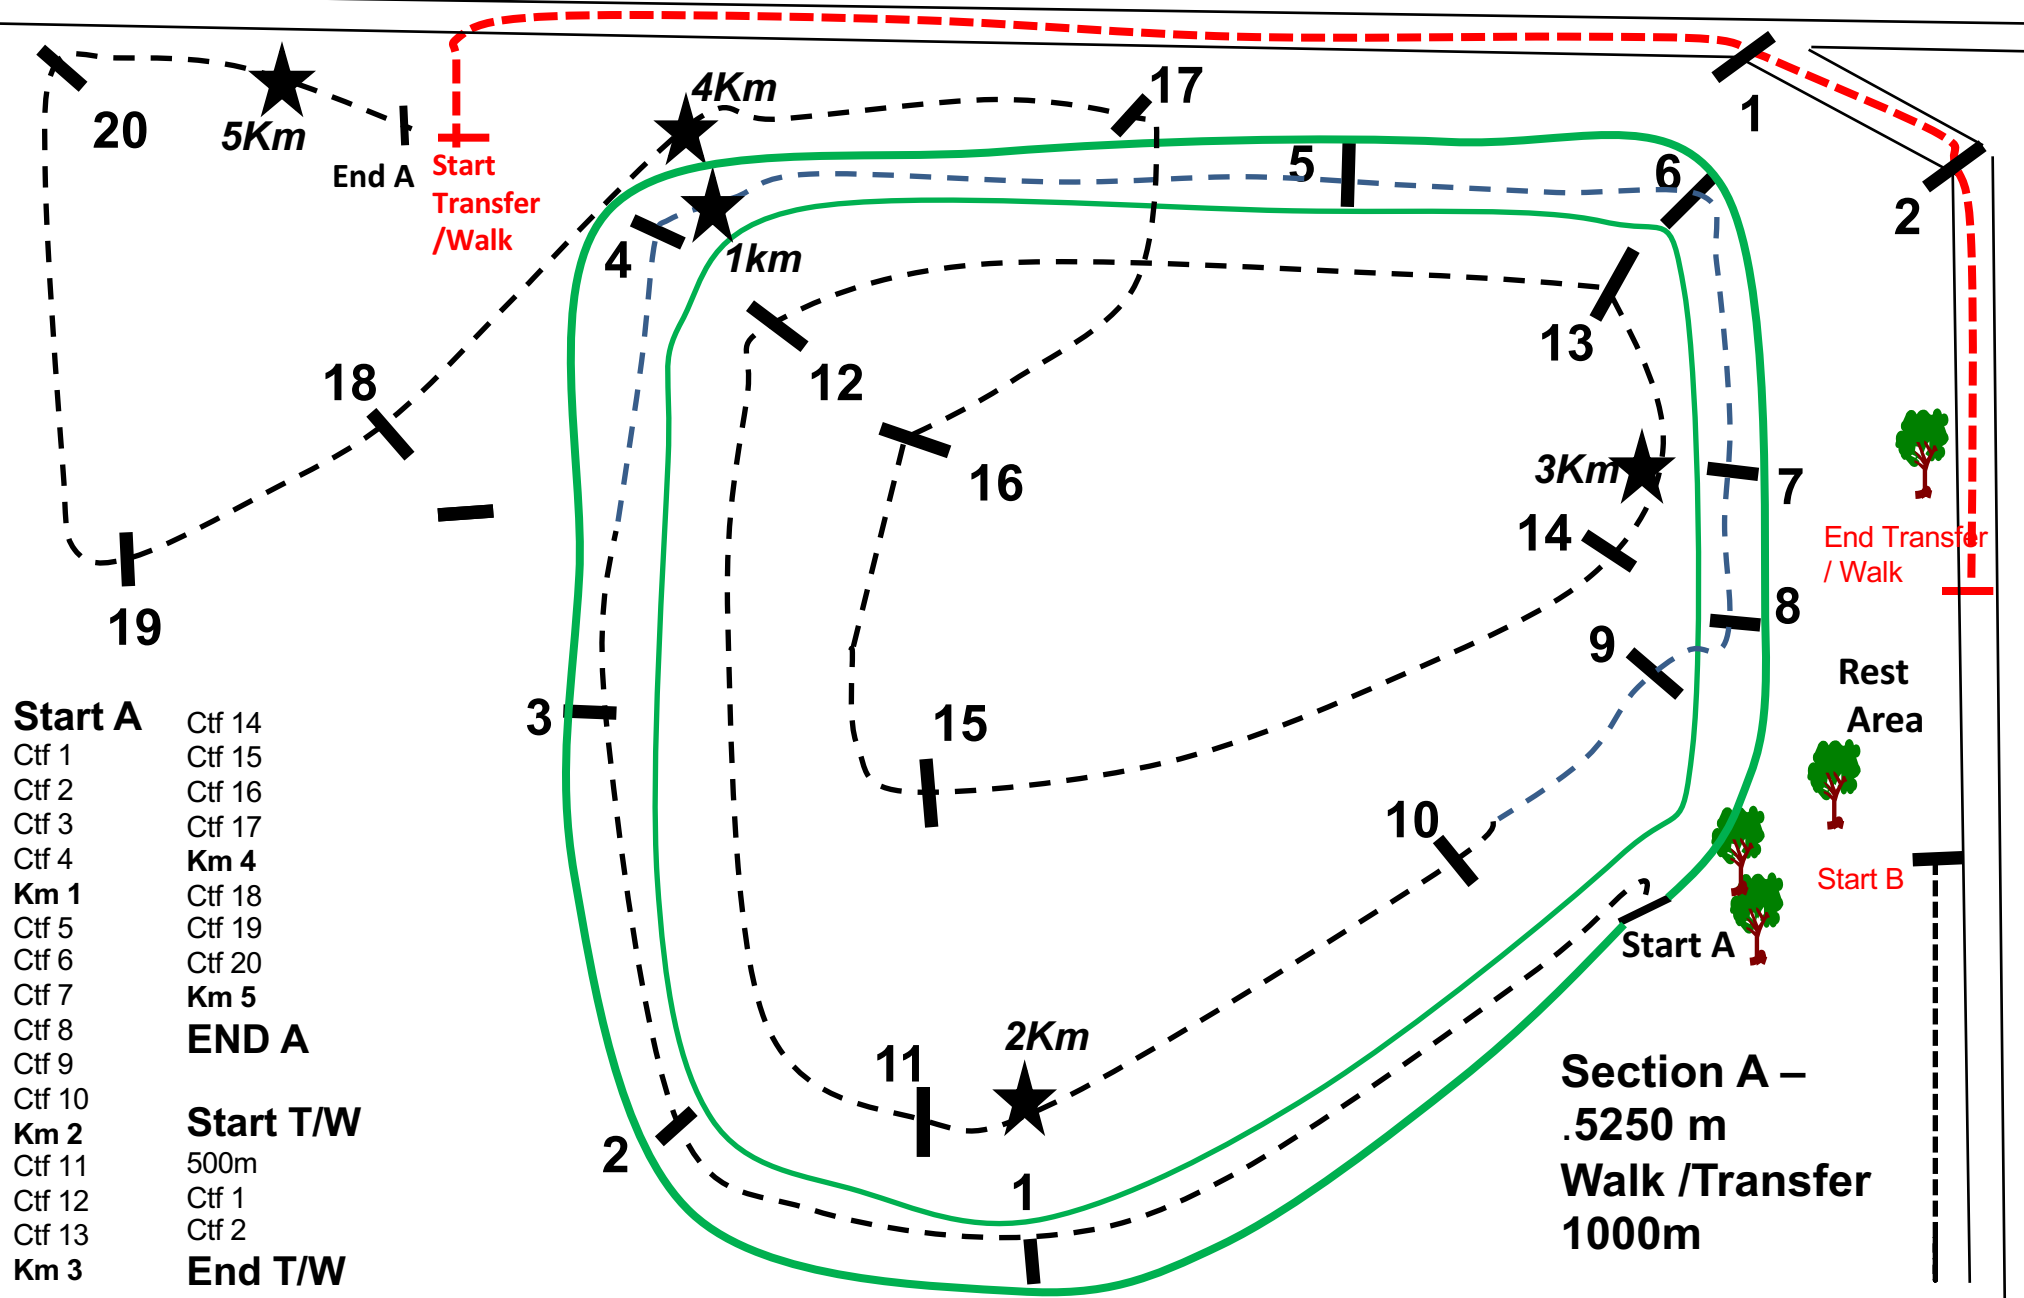 4Km
17
1
20
5Km
End A
Start
Transfer
/Walk
5
6
2
4
1km
13
18
12
16
3Km
7
14
End Transfer
/ Walk
19
9
8
Rest
Area
3
15
10
Start B
Start A
2Km
11
2
1
Start A
Ctf 1
Ctf 2
Ctf 3
Ctf 4
Km 1
Ctf 5
Ctf 6
Ctf 7
Ctf 8
Ctf 9
Ctf 10
Km 2
Ctf 11
Ctf 12
Ctf 13
Km 3
Ctf 14
Ctf 15
Ctf 16
Ctf 17
Km 4
Ctf 18
Ctf 19
Ctf 20
Km 5
END A
Start T/W
500m
Ctf 1
Ctf 2
End T/W
Section A –
.5250 m
Walk /Transfer
1000m